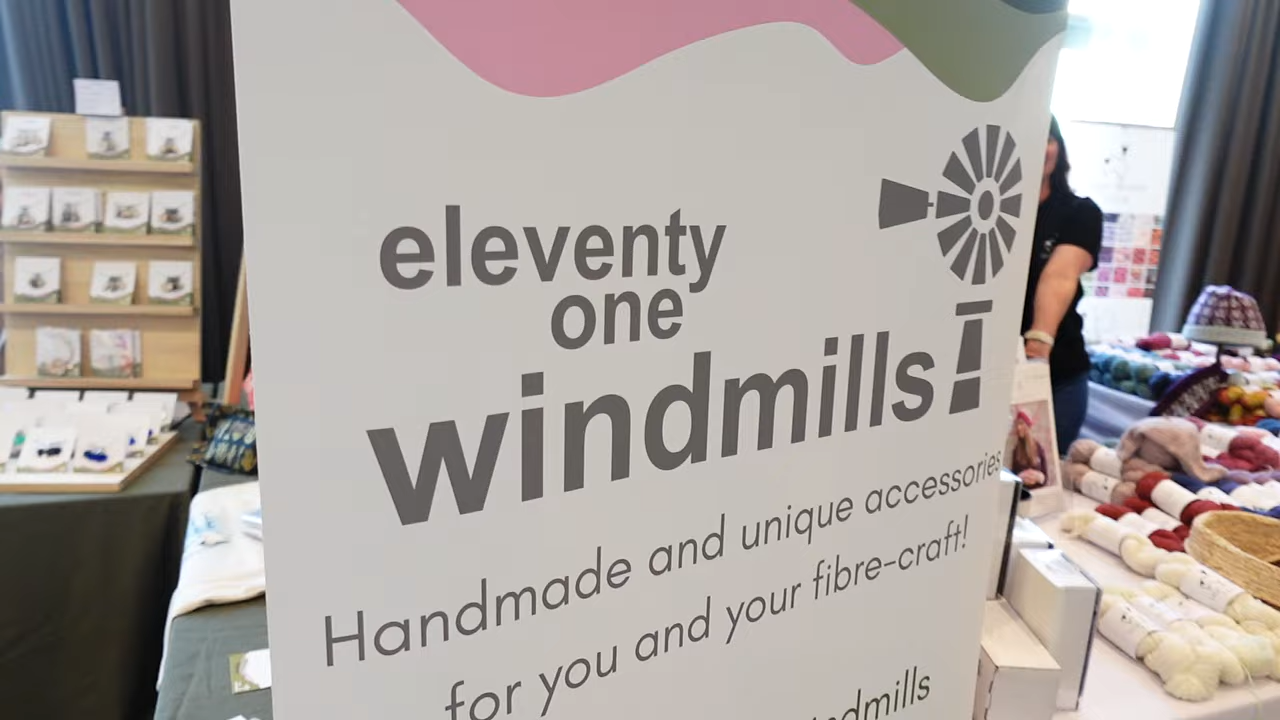 eleventy
one
windmills
Handmade and unique accessories
for you and your fibre-craft!